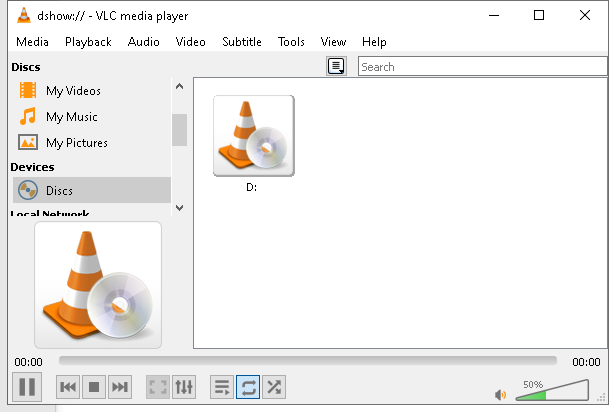 dshow:// - VLC media player
Media Playback Audio Video Subtitle Tools View Help
Discs
Search
My Videos
My Music
My Pictures
Devices
Discs
Local Network
D:
00:00
00:00
50%